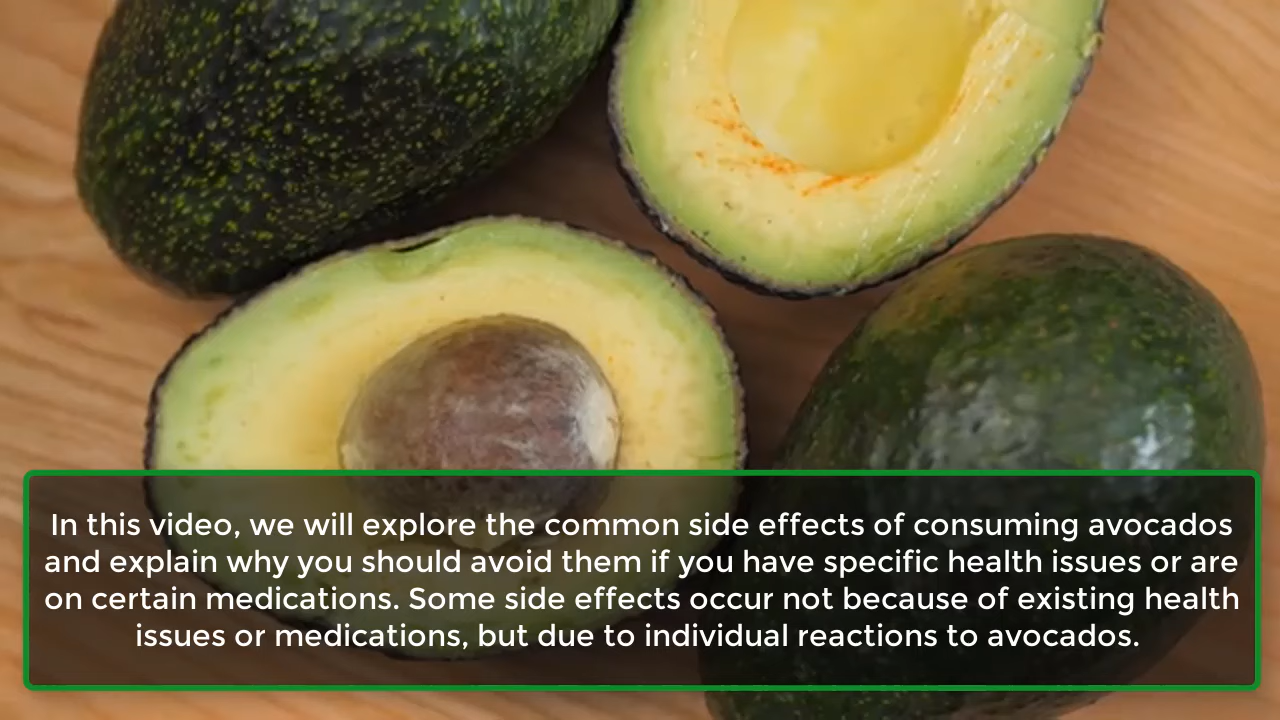 In this video, we will explore the common side effects of consuming avocados
and explain why you should avoid them if you have specific health issues or are
on certain medications. Some side effects occur not because of existing health
issues or medications, but due to individual reactions to avocados.